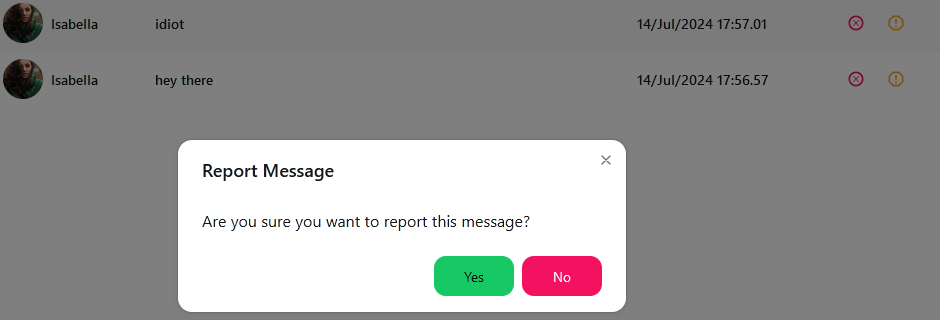 Isabella idiot 14/Jul/2024 17:57.01
Isabella hey there 14/Jul/2024 17:56.57
Report Message
Are you sure you want to report this message?
Yes No